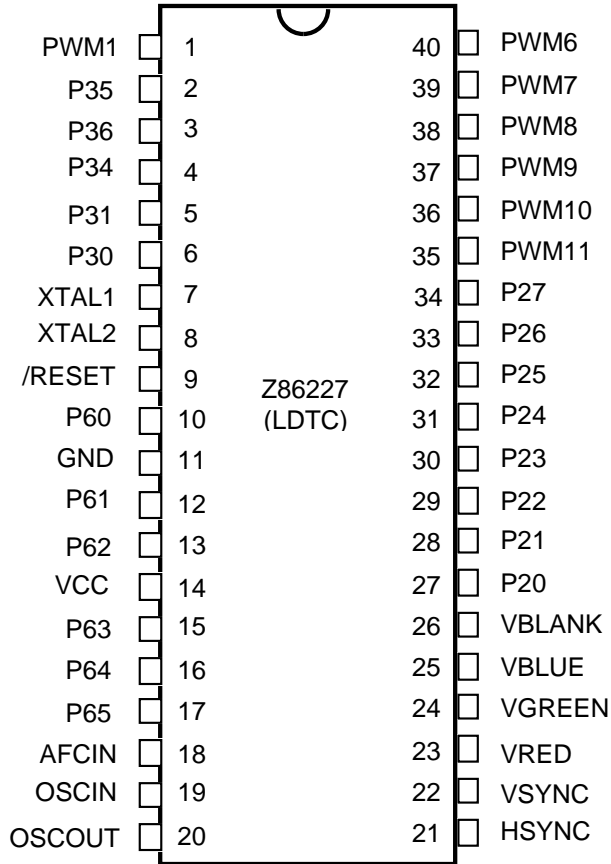 PWM1 1 40 PWM6
P35 2 39 PWM7
P36 3 38 PWM8
P34 4 37 PWM9
P31 5 36 PWM10
P30 6 35 PWM11
XTAL1 7 34 P27
XTAL2 8 33 P26
/RESET 9 32 P25
Z86227
(LDTC)
P60 10 31 P24
GND 11 30 P23
P61 12 29 P22
P62 13 28 P21
VCC 14 27 P20
P63 15 26 VBLANK
P64 16 25 VBLUE
P65 17 24 VGREEN
AFCIN 18 23 VRED
OSCIN 19 22 VSYNC
OSCOUT 20 21 HSYNC